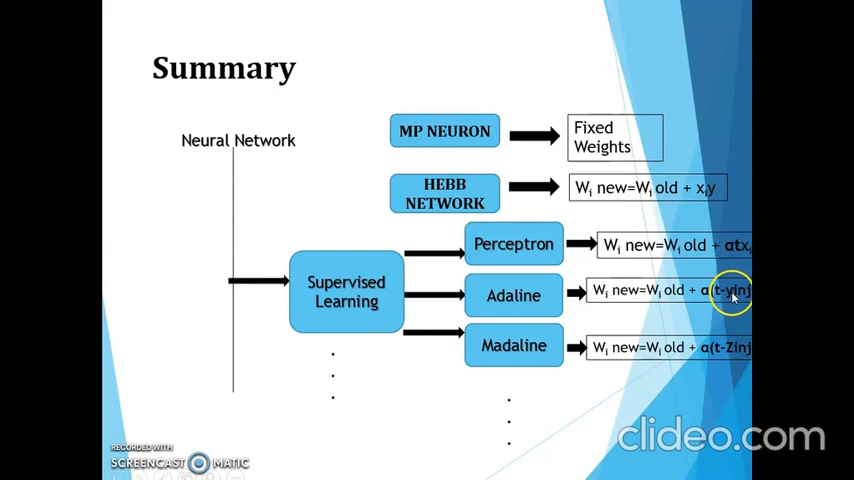 Summary
Neural Network
MP NEURON
Fixed
Weights
HEBB
NETWORK
Wi new=Wi old + xiy
Perceptron
Wi new=Wi old + αtxi
Supervised
Learning
Adaline
Wi new=Wi old + α(t-yinj
Madaline
Wi new=Wi old + α(t-Zinj
clideo.com
RECORDED WITH
SCREENCAST MATIC